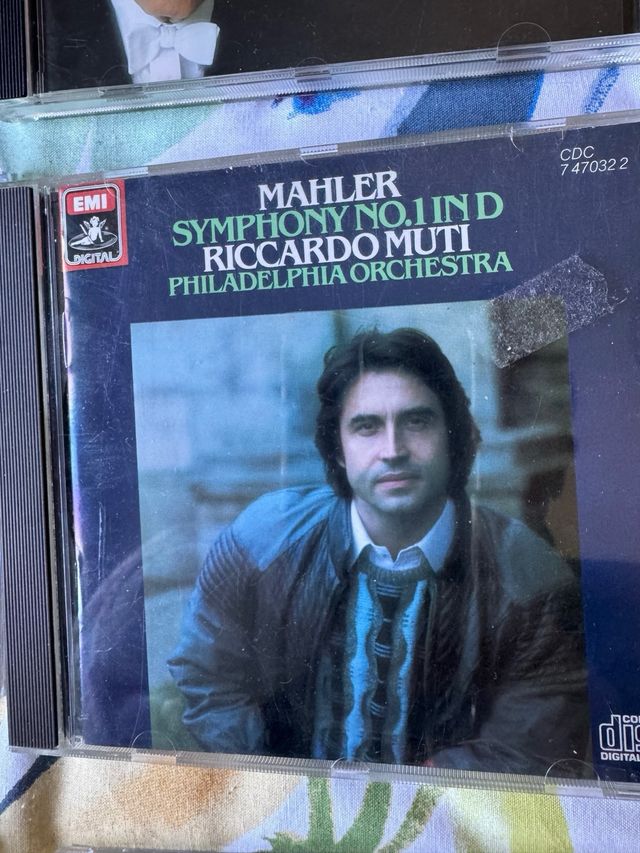 CDC
7 47032 2
EMI
DIGITAL
MAHLER
SYMPHONY NO.1 IN D
RICCARDO MUTI
PHILADELPHIA ORCHESTRA
DIGITAL